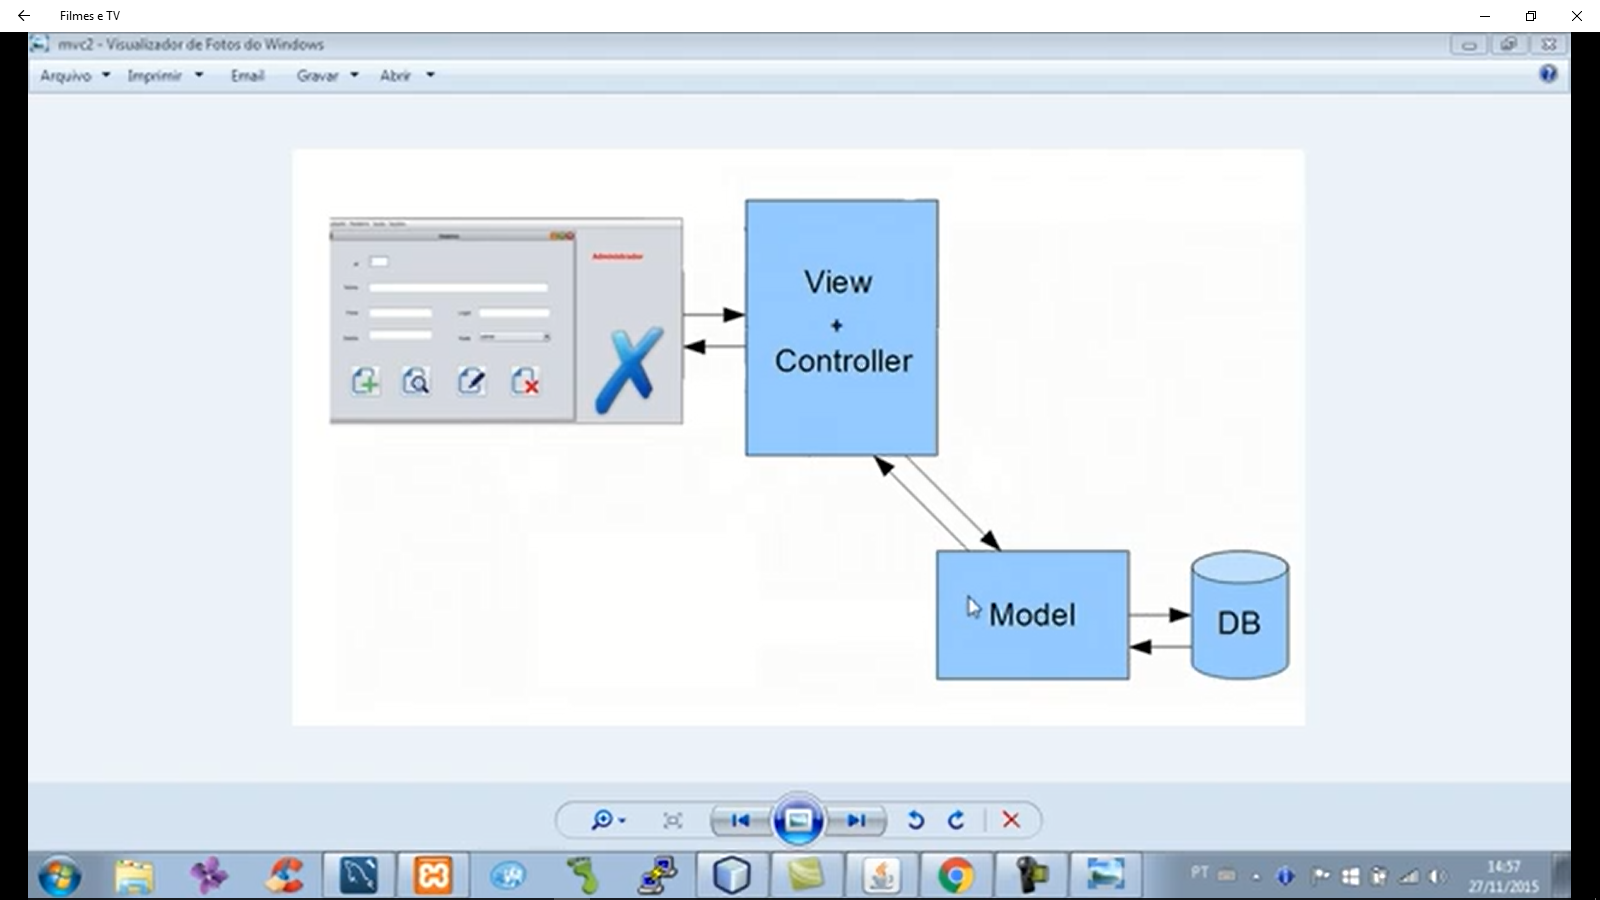 Filmes e TV
mvc2 - Visualizador de Fotos do Windows
Arquivo Imprimir Email Gravar Abrir
Administrador
View
+
Controller
Model
DB
PT
14:57
27/11/2015